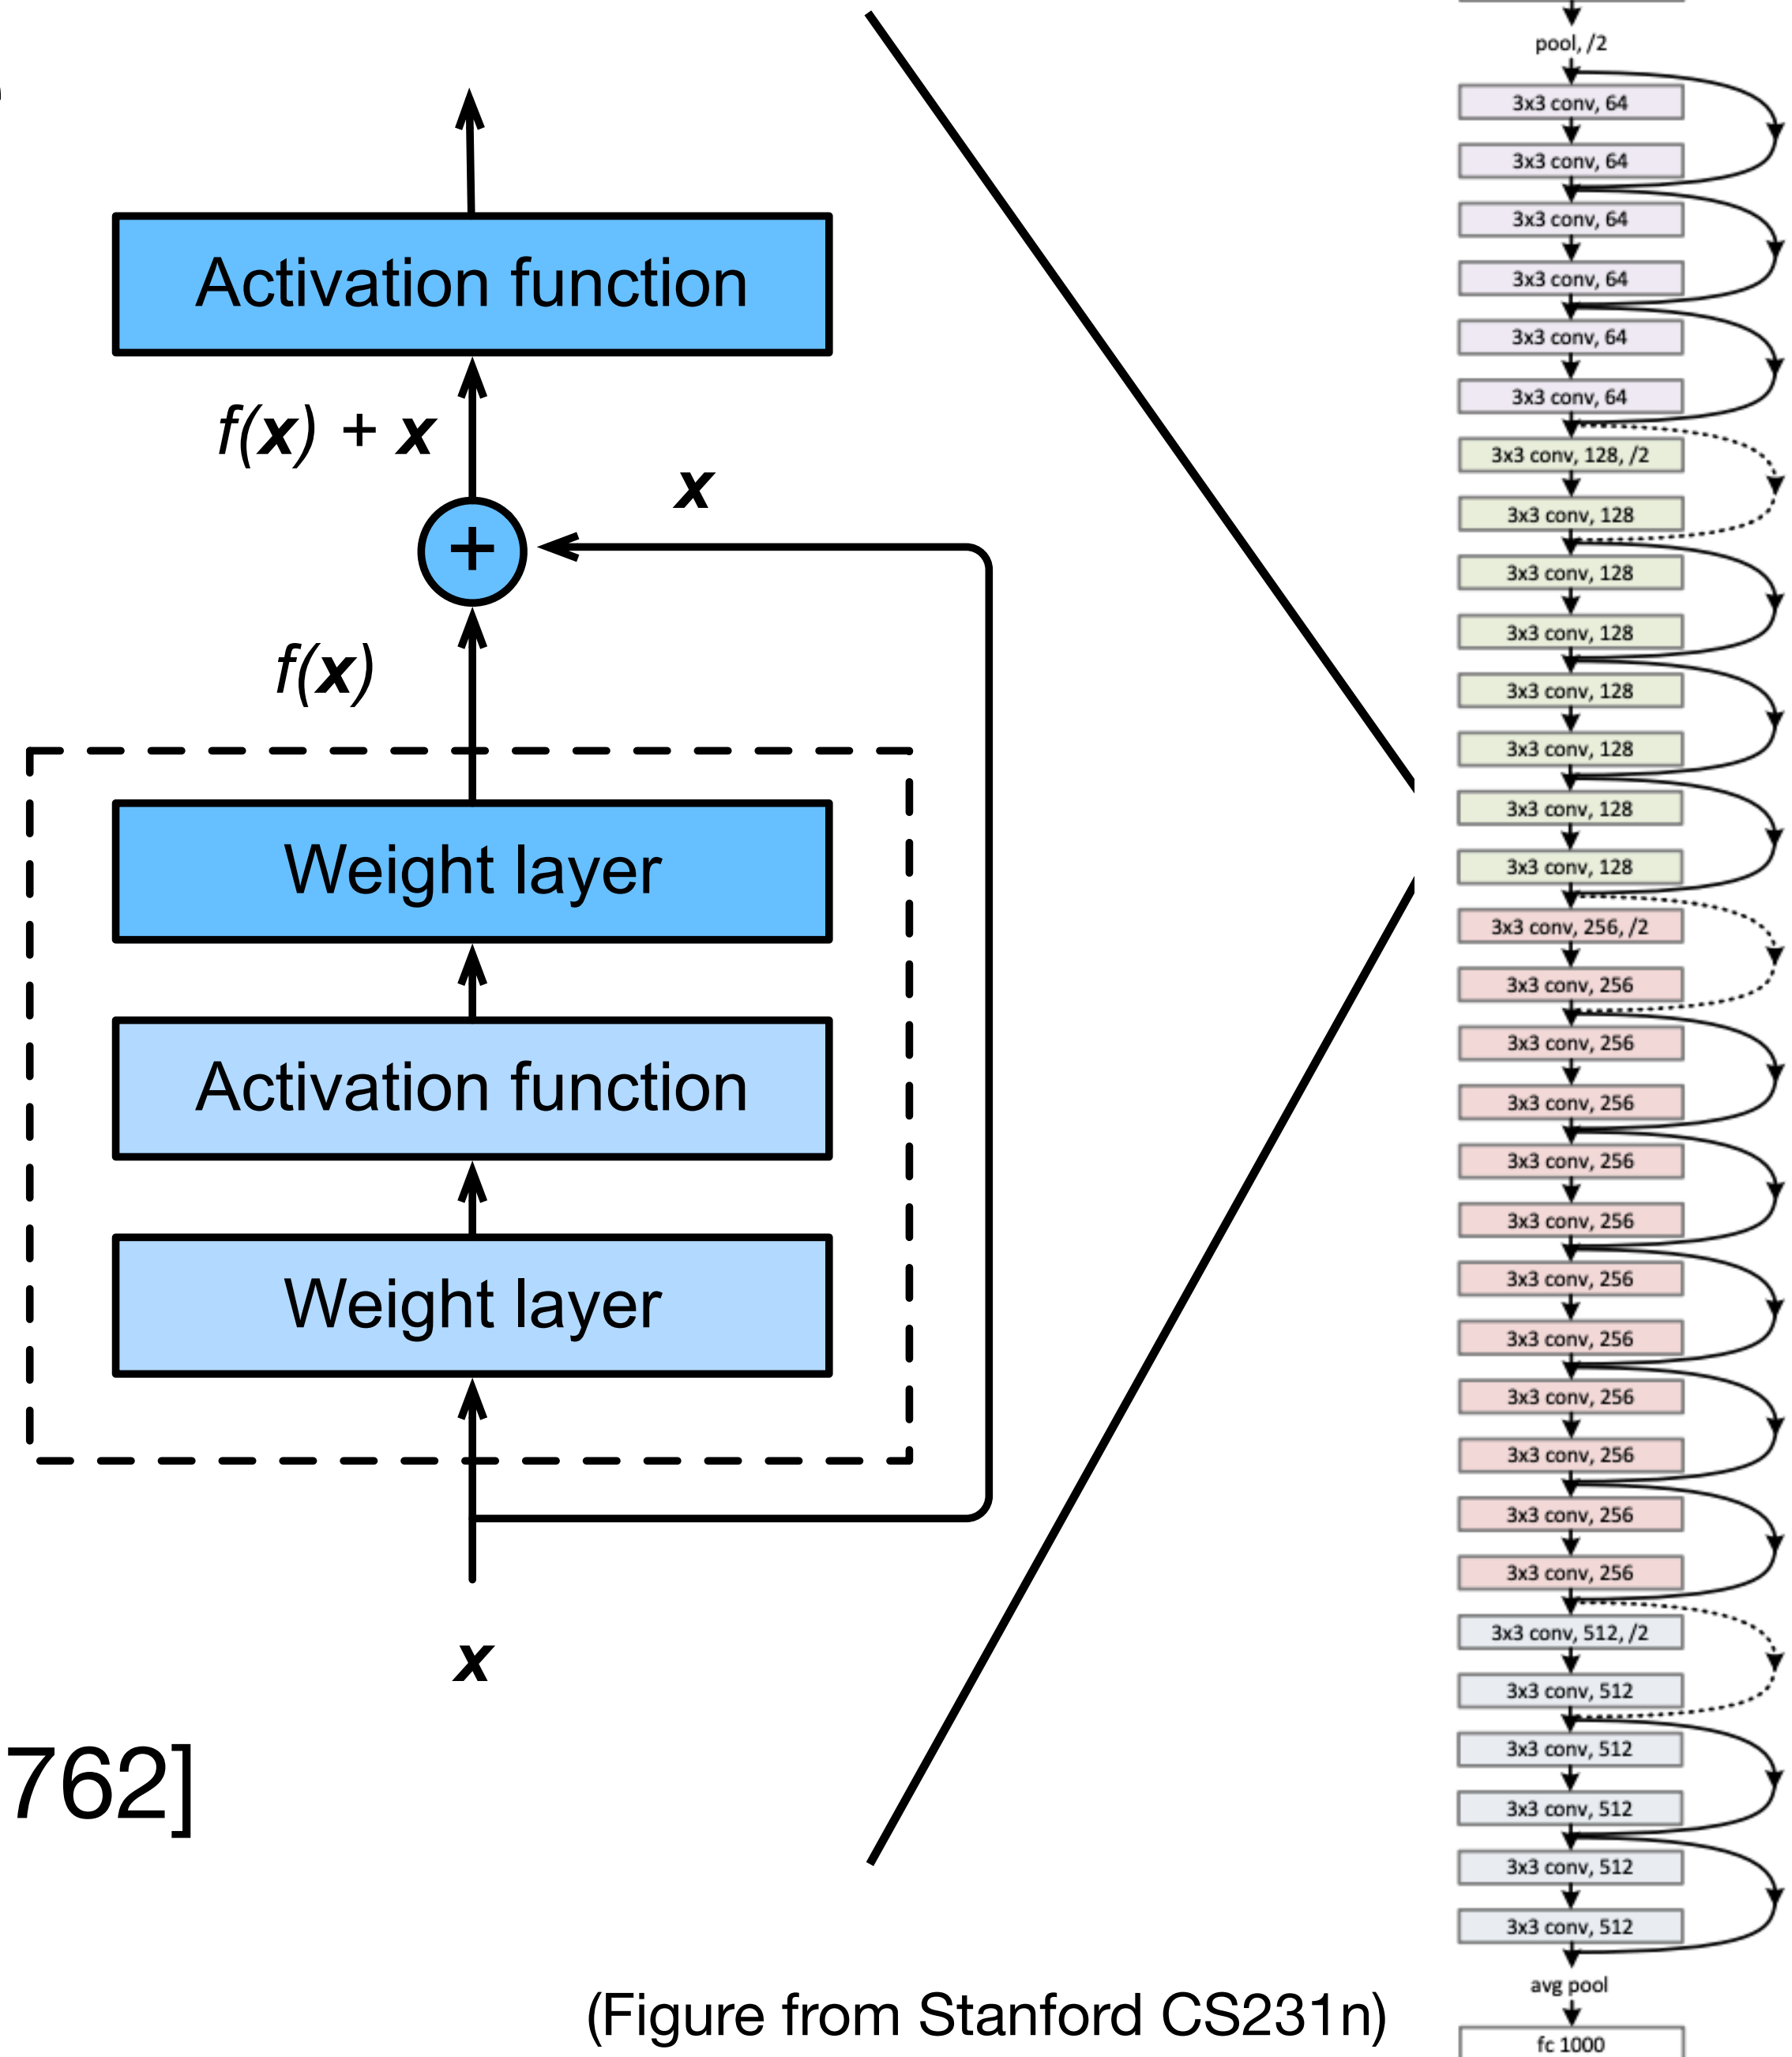 Activation function
f(x) + x
x
+
f(x)
Weight layer
Activation function
Weight layer
x
762]
(Figure from Stanford CS231n)
pool, /2
3x3 conv, 64
3x3 conv, 64
3x3 conv, 64
3x3 conv, 64
3x3 conv, 64
3x3 conv, 64
3x3 conv, 128, /2
3x3 conv, 128
3x3 conv, 128
3x3 conv, 128
3x3 conv, 128
3x3 conv, 128
3x3 conv, 128
3x3 conv, 128
3x3 conv, 256, /2
3x3 conv, 256
3x3 conv, 256
3x3 conv, 256
3x3 conv, 256
3x3 conv, 256
3x3 conv, 256
3x3 conv, 256
3x3 conv, 256
3x3 conv, 256
3x3 conv, 256
3x3 conv, 256
3x3 conv, 512, /2
3x3 conv, 512
3x3 conv, 512
3x3 conv, 512
3x3 conv, 512
3x3 conv, 512
avg pool
fc 1000